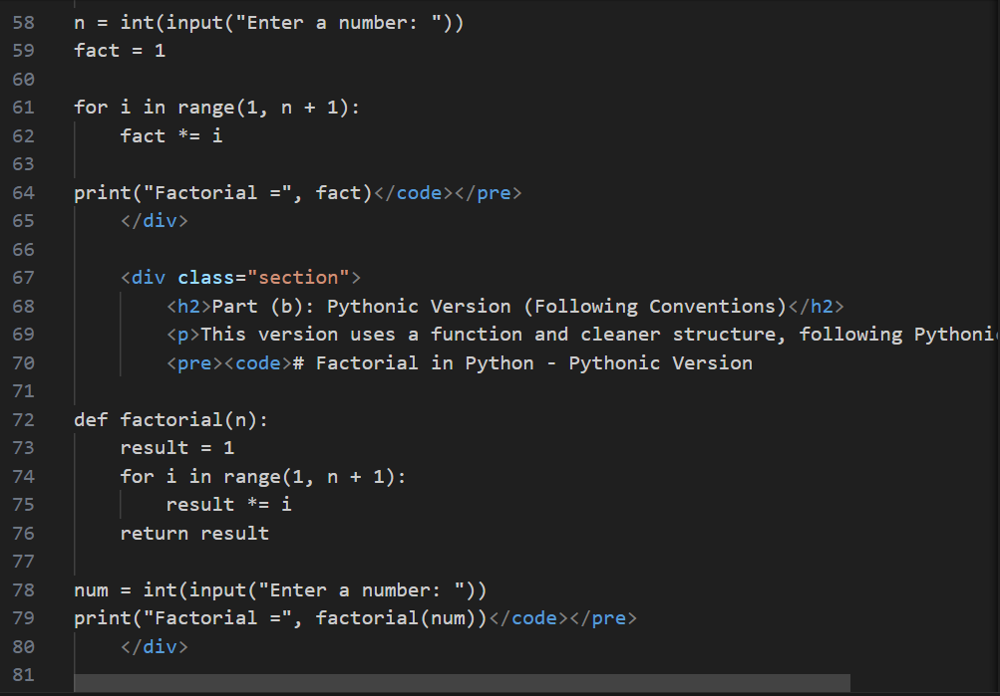 58 n = int(input("Enter a number: "))
59 fact = 1
60
61 for i in range(1, n + 1):
62     fact *= i
63
64 print("Factorial =", fact)</code></pre>
65     </div>
66
67     <div class="section">
68         <h2>Part (b): Pythonic Version (Following Conventions)</h2>
69         <p>This version uses a function and cleaner structure, following Pythoni
70         <pre><code># Factorial in Python - Pythonic Version
71
72 def factorial(n):
73     result = 1
74     for i in range(1, n + 1):
75         result *= i
76     return result
77
78 num = int(input("Enter a number: "))
79 print("Factorial =", factorial(num))</code></pre>
80     </div>
81